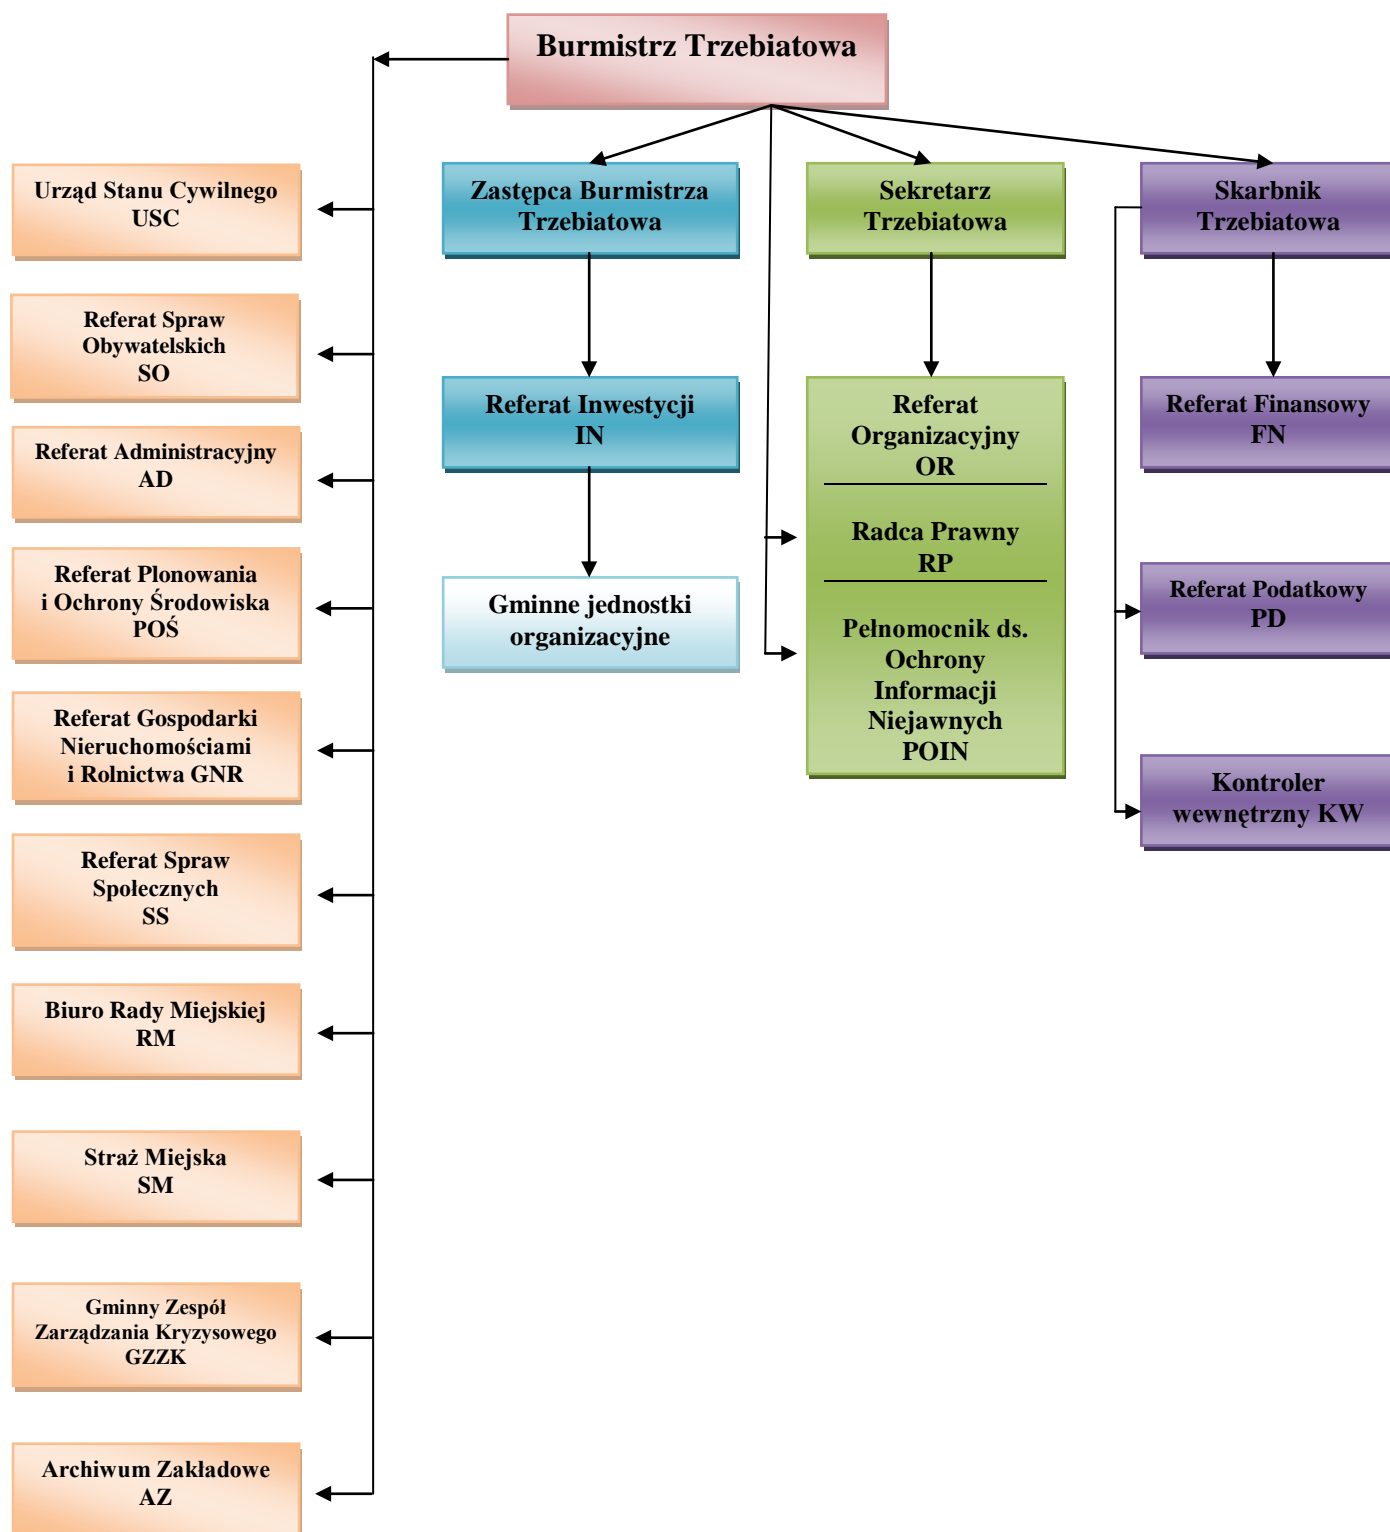 Burmistrz Trzebiatowa
Urząd Stanu Cywilnego
USC
Referat Spraw
Obywatelskich
SO
Referat Administracyjny
AD
Referat Plonowania
i Ochrony Środowiska
POŚ
Referat Gospodarki
Nieruchomościami
i Rolnictwa GNR
Referat Spraw
Społecznych
SS
Biuro Rady Miejskiej
RM
Straż Miejska
SM
Gminny Zespół
Zarządzania Kryzysowego
GZZK
Archiwum Zakładowe
AZ
Zastępca Burmistrza
Trzebiatowa
Referat Inwestycji
IN
Gminne jednostki
organizacyjne
Sekretarz
Trzebiatowa
Referat
Organizacyjny
OR
Radca Prawny
RP
Pełnomocnik ds.
Ochrony
Informacji
Niejawnych
POIN
Skarbnik
Trzebiatowa
Referat Finansowy
FN
Referat Podatkowy
PD
Kontroler
wewnętrzny KW